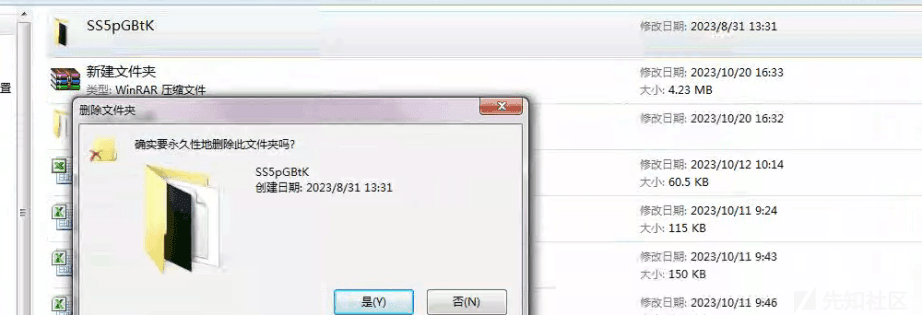 SS5pGBtK
修改日期: 2023/8/31 13:31
新建文件夹
修改日期: 2023/10/20 16:33
置
类型: WinRAR 压缩文件
大小: 4.23 MB
删除文件夹
修改日期: 2023/10/20 16:32
确实要永久性地删除此文件夹吗?
SS5pGBtK
创建日期: 2023/8/31 13:31
修改日期: 2023/10/12 10:14
大小: 60.5 KB
修改日期: 2023/10/11 9:24
大小: 115 KB
修改日期: 2023/10/11 9:43
大小: 150 KB
是(Y)
否(N)
修改日期: 2023/10/11 9:46
先知社区